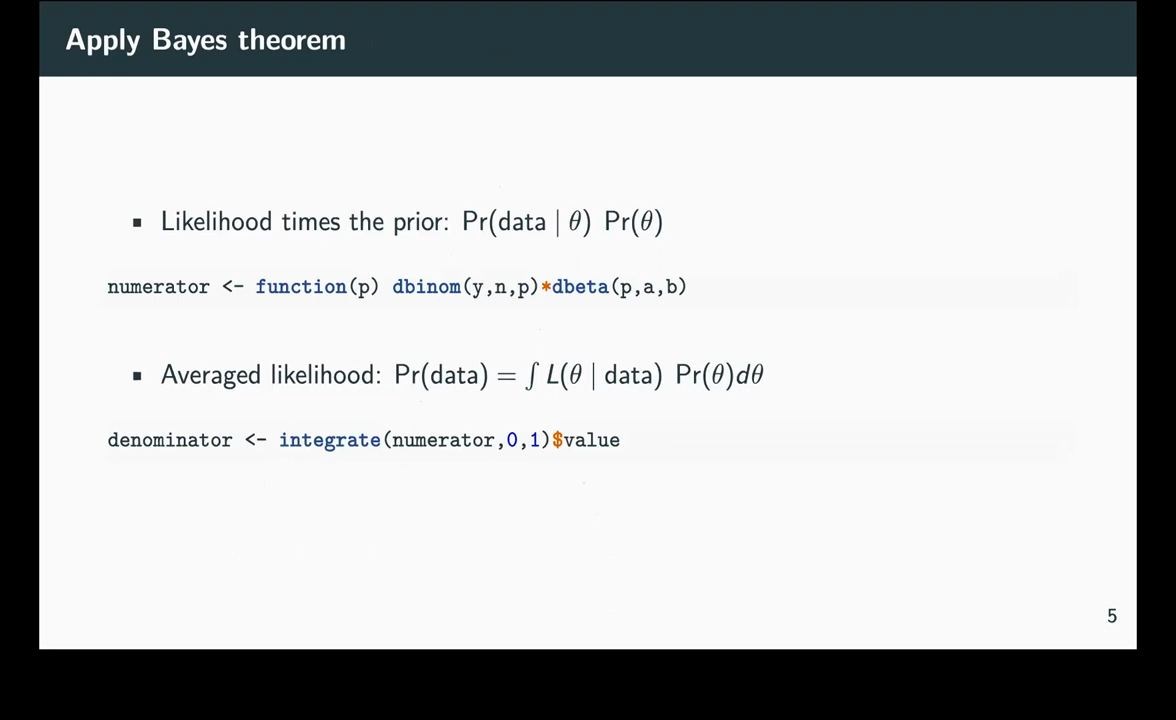 Apply Bayes theorem
▪ Likelihood times the prior: Pr(data | θ) Pr(θ)
numerator <- function(p) dbinom(y,n,p)*dbeta(p,a,b)
▪ Averaged likelihood: Pr(data) = ∫ L(θ | data) Pr(θ)dθ
denominator <- integrate(numerator,0,1)$value
5